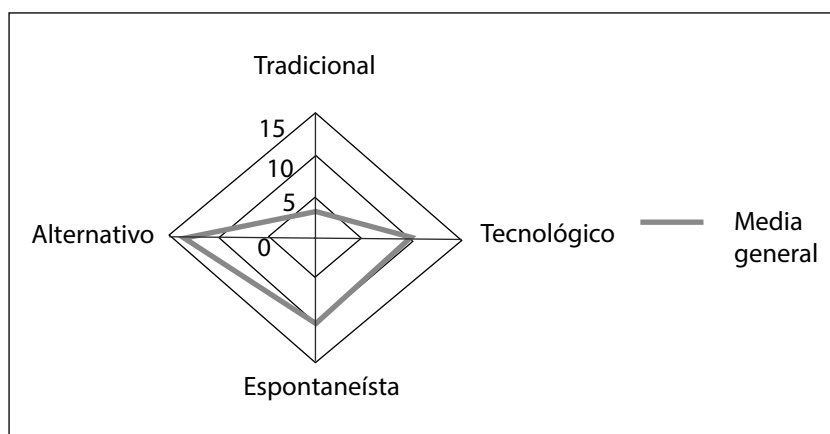 Tradicional
15
10
5
0
Alternativo
Tecnológico
Espontaneísta
Media
general